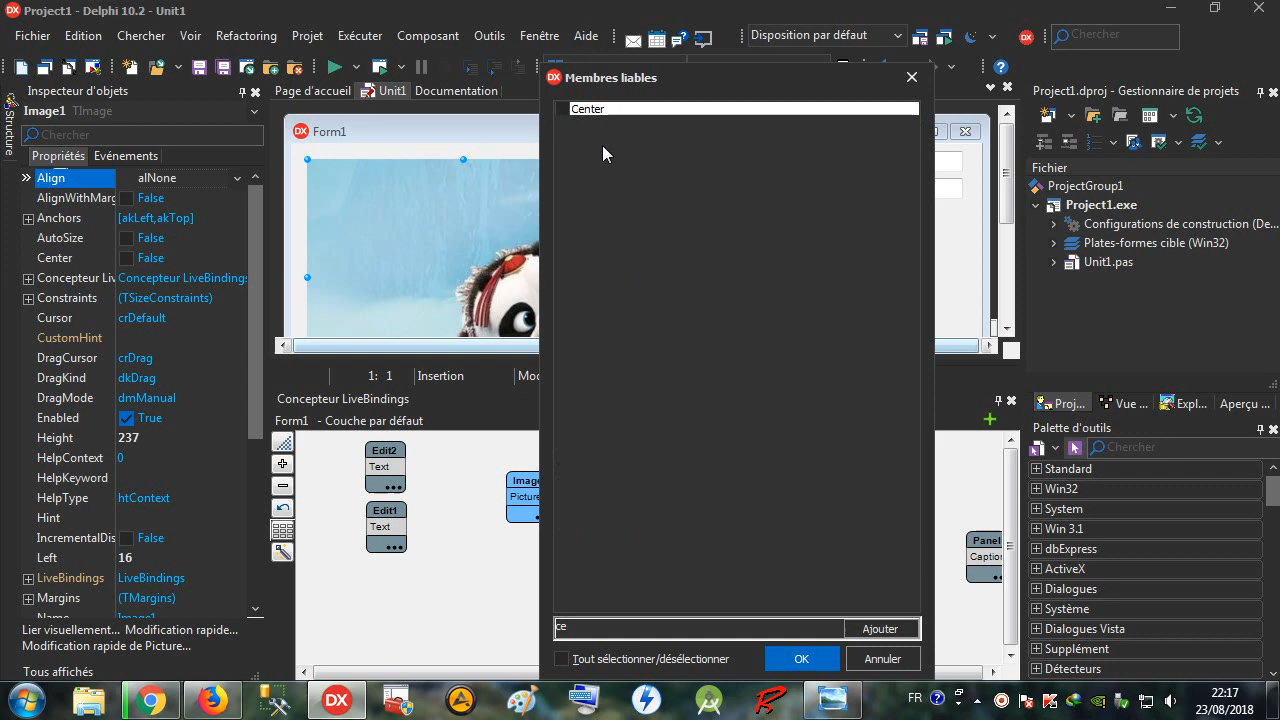 Project1 - Delphi 10.2 - Unit1
Fichier Edition Chercher Voir Refactoring Projet Exécuter Composant Outils Fenêtre Aide
Disposition par défaut
Chercher
Inspecteur d'objets
Image1 TImage
Chercher
Propriétés Evénements
Align alNone
AlignWithMarg False
Anchors [akLeft,akTop]
AutoSize False
Center False
Concepteur Liv Concepteur LiveBindings
Constraints (TSizeConstraints)
Cursor crDefault
CustomHint
DragCursor crDrag
DragKind dkDrag
DragMode dmManual
Enabled True
Height 237
HelpContext 0
HelpKeyword
HelpType htContext
Hint
IncrementalDis False
Left 16
LiveBindings LiveBindings
Margins (TMargins)
Name Image1
Lier visuellement... Modification rapide...
Modification rapide de Picture...
Tous affichés
Structure
Page d'accueil Unit1 Documentation
Form1
1: 1 Insertion
Concepteur LiveBindings
Form1 - Couche par défaut
Edit2
Text
Edit1
Text
Image
Picture
Panel
Caption
Membres liables
Center
ce
Ajouter
Tout sélectionner/désélectionner
OK
Annuler
Project1.dproj - Gestionnaire de projets
Fichier
ProjectGroup1
Project1.exe
Configurations de construction (De...
Plates-formes cible (Win32)
Unit1.pas
Proj... Vue ... Expl... Aperçu ...
Palette d'outils
Chercher
Standard
Win32
System
Win 3.1
dbExpress
ActiveX
Dialogues
Système
Dialogues Vista
Supplément
Détecteurs
FR
22:17
23/08/2018